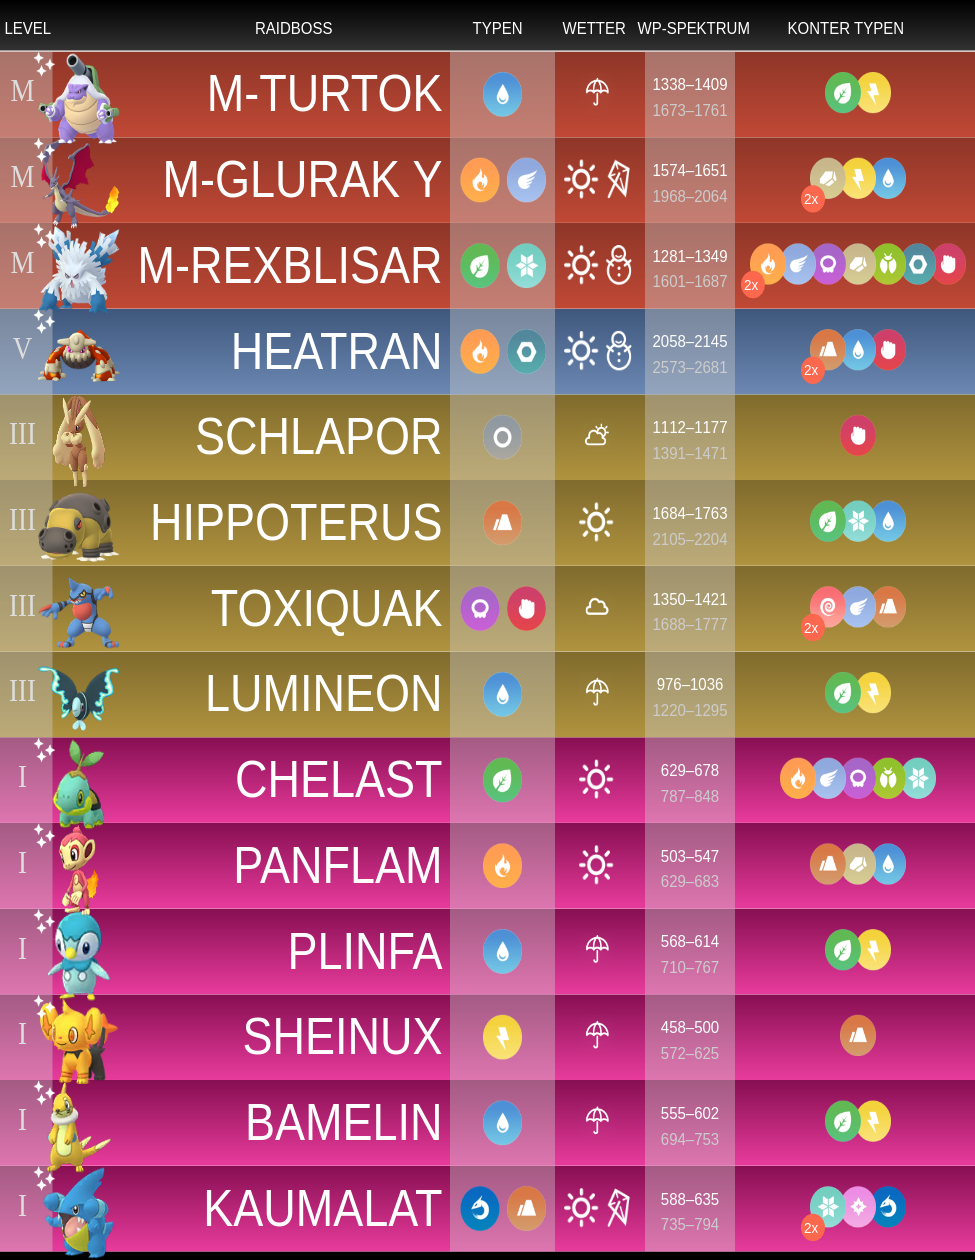 LEVEL RAIDBOSS TYPEN WETTER WP-SPEKTRUM KONTER TYPEN
M M-TURTOK 1338–1409
1673–1761
M M-GLURAK Y 1574–1651
1968–2064 2x
M M-REXBLISAR 1281–1349
1601–1687 2x
V HEATRAN 2058–2145
2573–2681 2x
III SCHLAPOR 1112–1177
1391–1471
III HIPPOTERUS 1684–1763
2105–2204
III TOXIQUAK 1350–1421
1688–1777 2x
III LUMINEON 976–1036
1220–1295
I CHELAST 629–678
787–848
I PANFLAM 503–547
629–683
I PLINFA 568–614
710–767
I SHEINUX 458–500
572–625
I BAMELIN 555–602
694–753
I KAUMALAT 588–635
735–794 2x